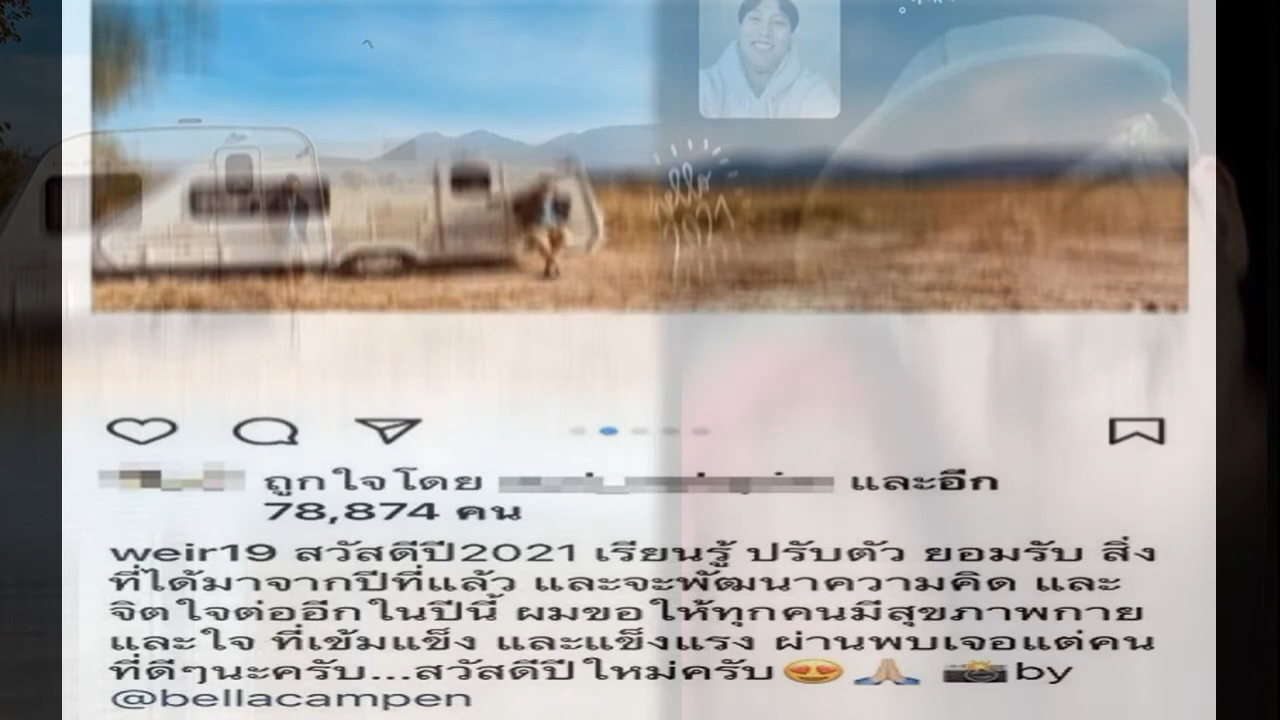 hello
2021
ถูกใจโดย และอีก
78,874 คน
weir19 สวัสดีปี2021 เรียนรู้ ปรับตัว ยอมรับ สิ่ง
ที่ได้มาจากปีที่แล้ว และจะพัฒนาความคิด และ
จิตใจต่ออีกในปีนี้ ผมขอให้ทุกคนมีสุขภาพกาย
และใจ ที่เข้มแข็ง และแข็งแรง ผ่านพบเจอแต่คน
ที่ดีๆนะครับ...สวัสดีปีใหม่ครับ😍🙏🏼 📸by
@bellacampen